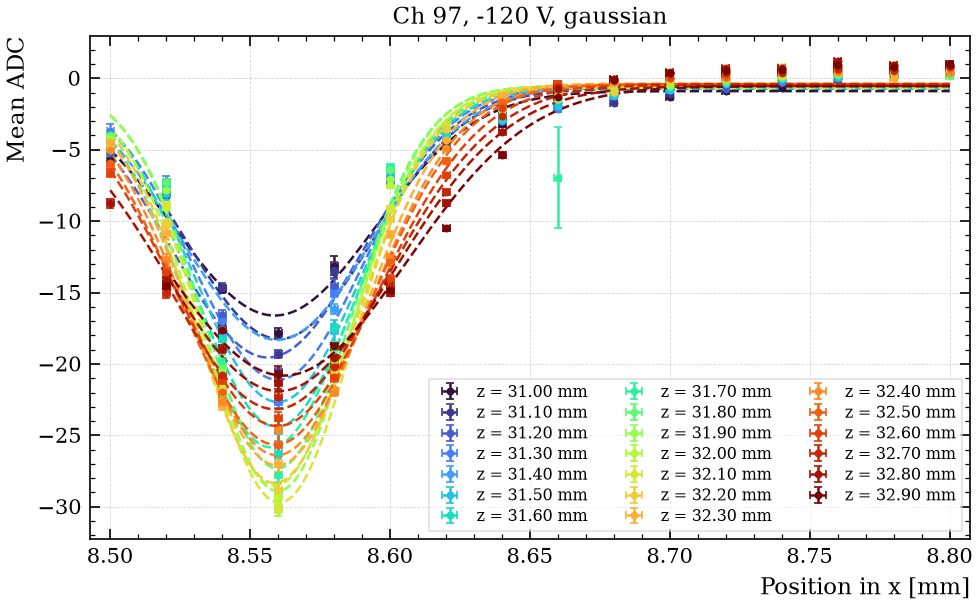 Ch 97, -120 V, gaussian
Mean ADC
0
−5
−10
−15
−20
−25
−30
z = 31.00 mm
z = 31.10 mm
z = 31.20 mm
z = 31.30 mm
z = 31.40 mm
z = 31.50 mm
z = 31.60 mm
z = 31.70 mm
z = 31.80 mm
z = 31.90 mm
z = 32.00 mm
z = 32.10 mm
z = 32.20 mm
z = 32.30 mm
z = 32.40 mm
z = 32.50 mm
z = 32.60 mm
z = 32.70 mm
z = 32.80 mm
z = 32.90 mm
8.50 8.55 8.60 8.65 8.70 8.75 8.80
Position in x [mm]